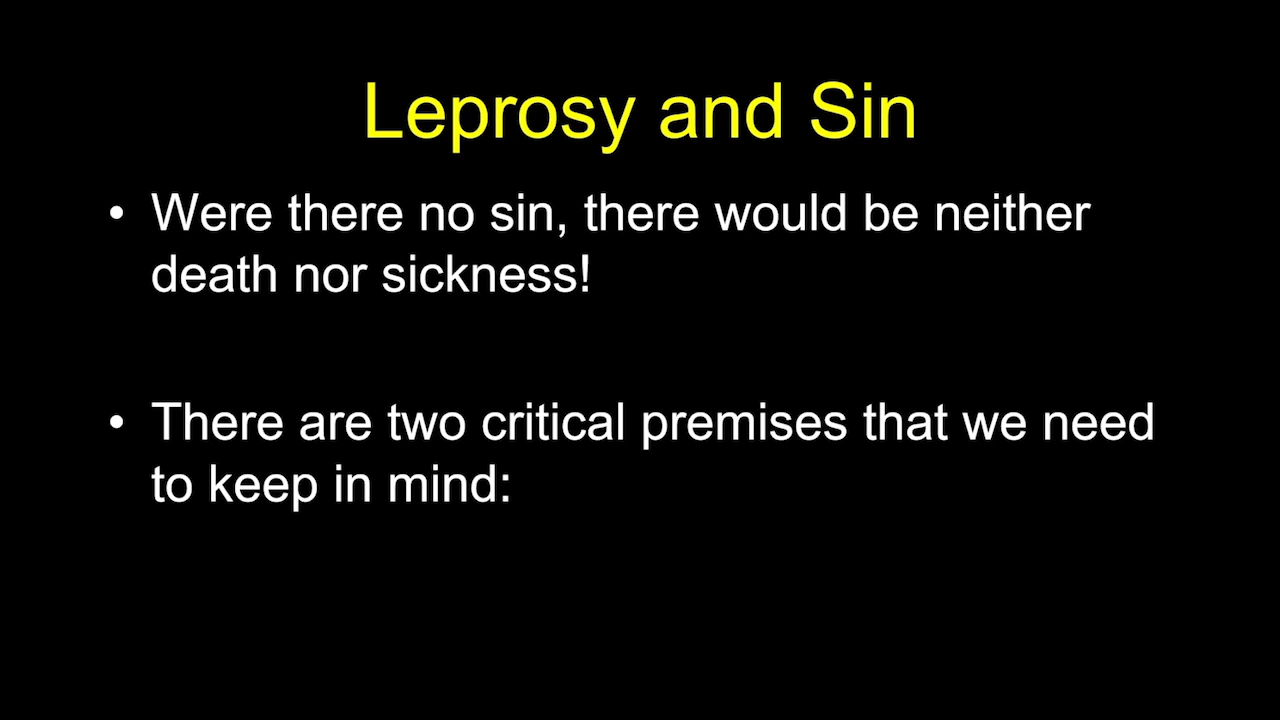 Leprosy and Sin
• Were there no sin, there would be neither
death nor sickness!
• There are two critical premises that we need
to keep in mind: